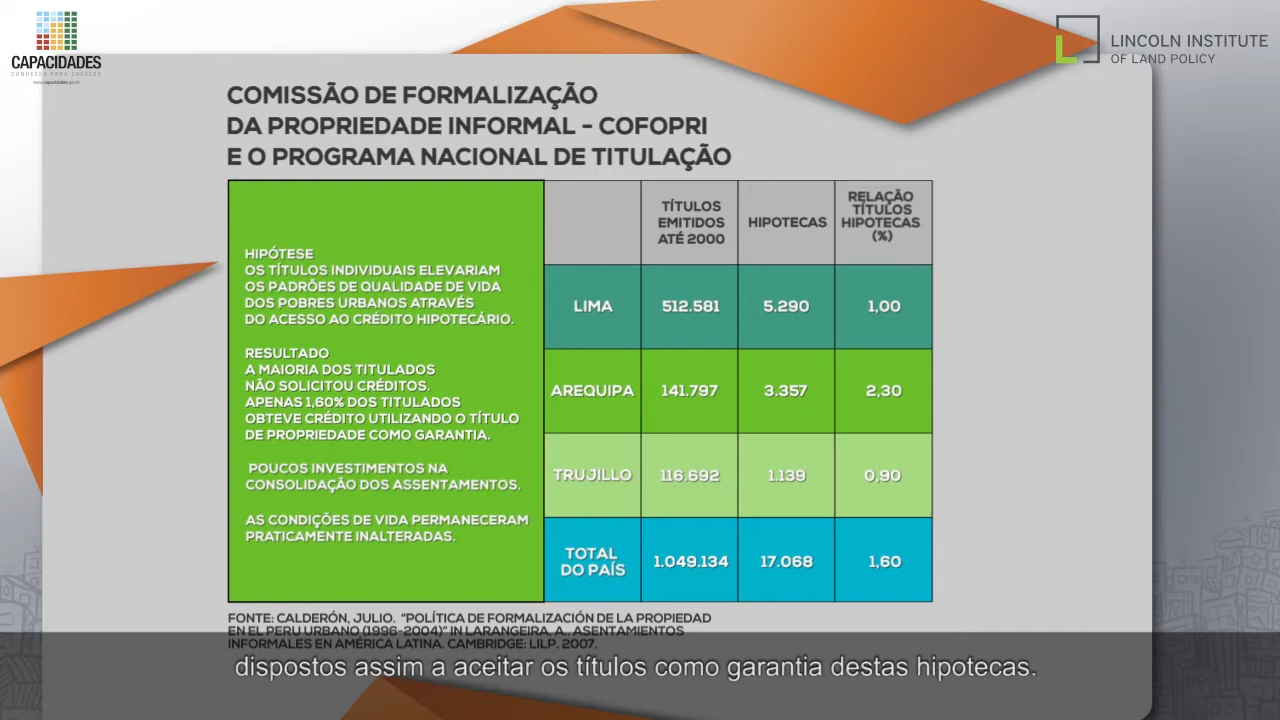 CAPACIDADES
CONHECER PARA CRESCER
www.capacidades.gov.br
LINCOLN INSTITUTE
OF LAND POLICY
COMISSÃO DE FORMALIZAÇÃO
DA PROPRIEDADE INFORMAL - COFOPRI
E O PROGRAMA NACIONAL DE TITULAÇÃO
HIPÓTESE
OS TÍTULOS INDIVIDUAIS ELEVARIAM
OS PADRÕES DE QUALIDADE DE VIDA
DOS POBRES URBANOS ATRAVÉS
DO ACESSO AO CRÉDITO HIPOTECÁRIO.
RESULTADO
A MAIORIA DOS TITULADOS
NÃO SOLICITOU CRÉDITOS.
APENAS 1,60% DOS TITULADOS
OBTEVE CRÉDITO UTILIZANDO O TÍTULO
DE PROPRIEDADE COMO GARANTIA.
POUCOS INVESTIMENTOS NA
CONSOLIDAÇÃO DOS ASSENTAMENTOS.
AS CONDIÇÕES DE VIDA PERMANECERAM
PRATICAMENTE INALTERADAS.
TÍTULOS
EMITIDOS
ATÉ 2000
HIPOTECAS
RELAÇÃO
TÍTULOS
HIPOTECAS
(%)
LIMA 512.581 5.290 1,00
AREQUIPA 141.797 3.357 2,30
TRUJILLO 116.692 1.139 0,90
TOTAL
DO PAÍS 1.049.134 17.068 1,60
FONTE: CALDERÓN, JULIO. "POLÍTICA DE FORMALIZACIÓN DE LA PROPIEDAD
EN EL PERU URBANO (1996-2004)" IN LARANGEIRA, A.. ASENTAMIENTOS
INFORMALES EN AMÉRICA LATINA. CAMBRIDGE: LILP. 2007.
dispostos assim a aceitar os títulos como garantia destas hipotecas.